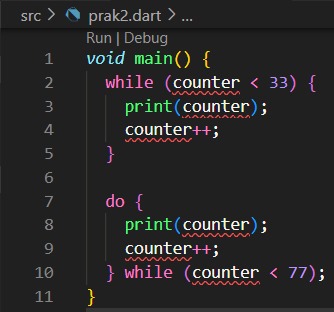 src > prak2.dart > ...
Run | Debug
1 void main() {
2   while (counter < 33) {
3     print(counter);
4     counter++;
5   }
6
7   do {
8     print(counter);
9     counter++;
10   } while (counter < 77);
11 }